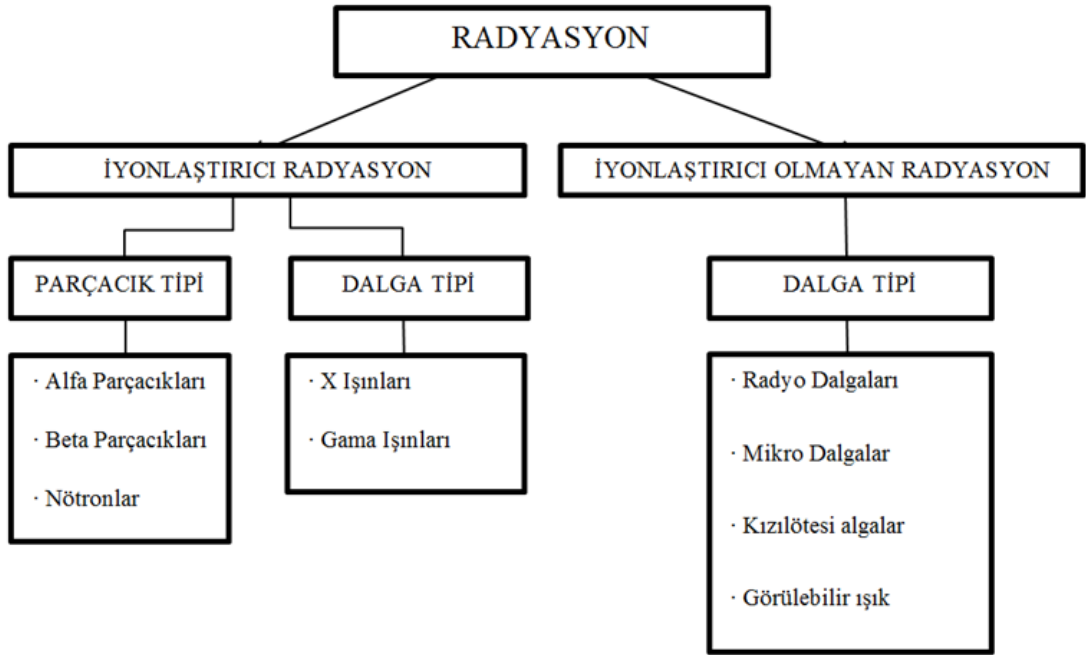 RADYASYON
İYONLAŞTIRICI RADYASYON
İYONLAŞTIRICI OLMAYAN RADYASYON
PARÇACIK TİPİ
DALGA TİPİ
DALGA TİPİ
· Alfa Parçacıkları
· Beta Parçacıkları
· Nötronlar
· X Işınları
· Gama Işınları
· Radyo Dalgaları
· Mikro Dalgalar
· Kızılötesi algalar
· Görülebilir ışık